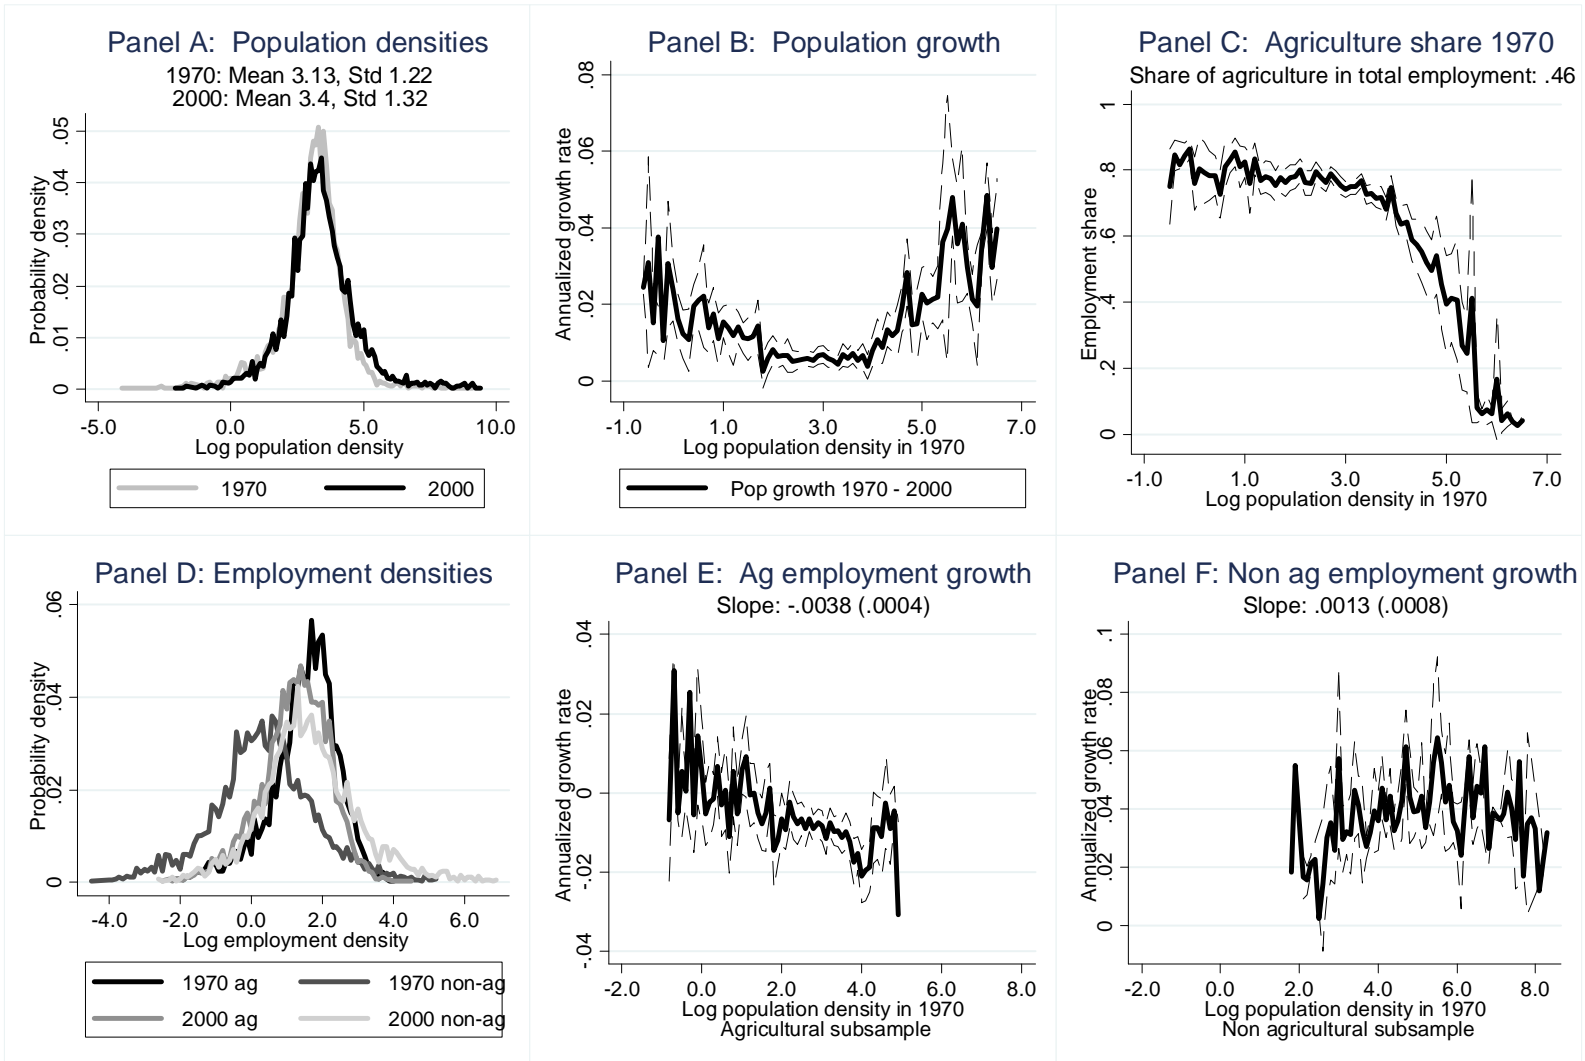 Panel A:  Population densities
1970: Mean 3.13, Std 1.22
2000: Mean 3.4, Std 1.32
Probability density
0
.01
.02
.03
.04
.05
-5.0
0.0
5.0
10.0
Log population density
1970
2000
Panel B:  Population growth
Annualized growth rate
0
.02
.04
.06
.08
-1.0
1.0
3.0
5.0
7.0
Log population density in 1970
Pop growth 1970 - 2000
Panel C:  Agriculture share 1970
Share of agriculture in total employment: .46
Employment share
0
.2
.4
.6
.8
1
-1.0
1.0
3.0
5.0
7.0
Log population density in 1970
Panel D: Employment densities
Probability density
0
.02
.04
.06
-4.0
-2.0
0.0
2.0
4.0
6.0
Log employment density
1970 ag
1970 non-ag
2000 ag
2000 non-ag
Panel E:  Ag employment growth
Slope: -.0038 (.0004)
Annualized growth rate
-.04
-.02
0
.02
.04
-2.0
0.0
2.0
4.0
6.0
8.0
Log population density in 1970
Agricultural subsample
Panel F: Non ag employment growth
Slope: .0013 (.0008)
Annualized growth rate
0
.02
.04
.06
.08
.1
-2.0
0.0
2.0
4.0
6.0
8.0
Log population density in 1970
Non agricultural subsample